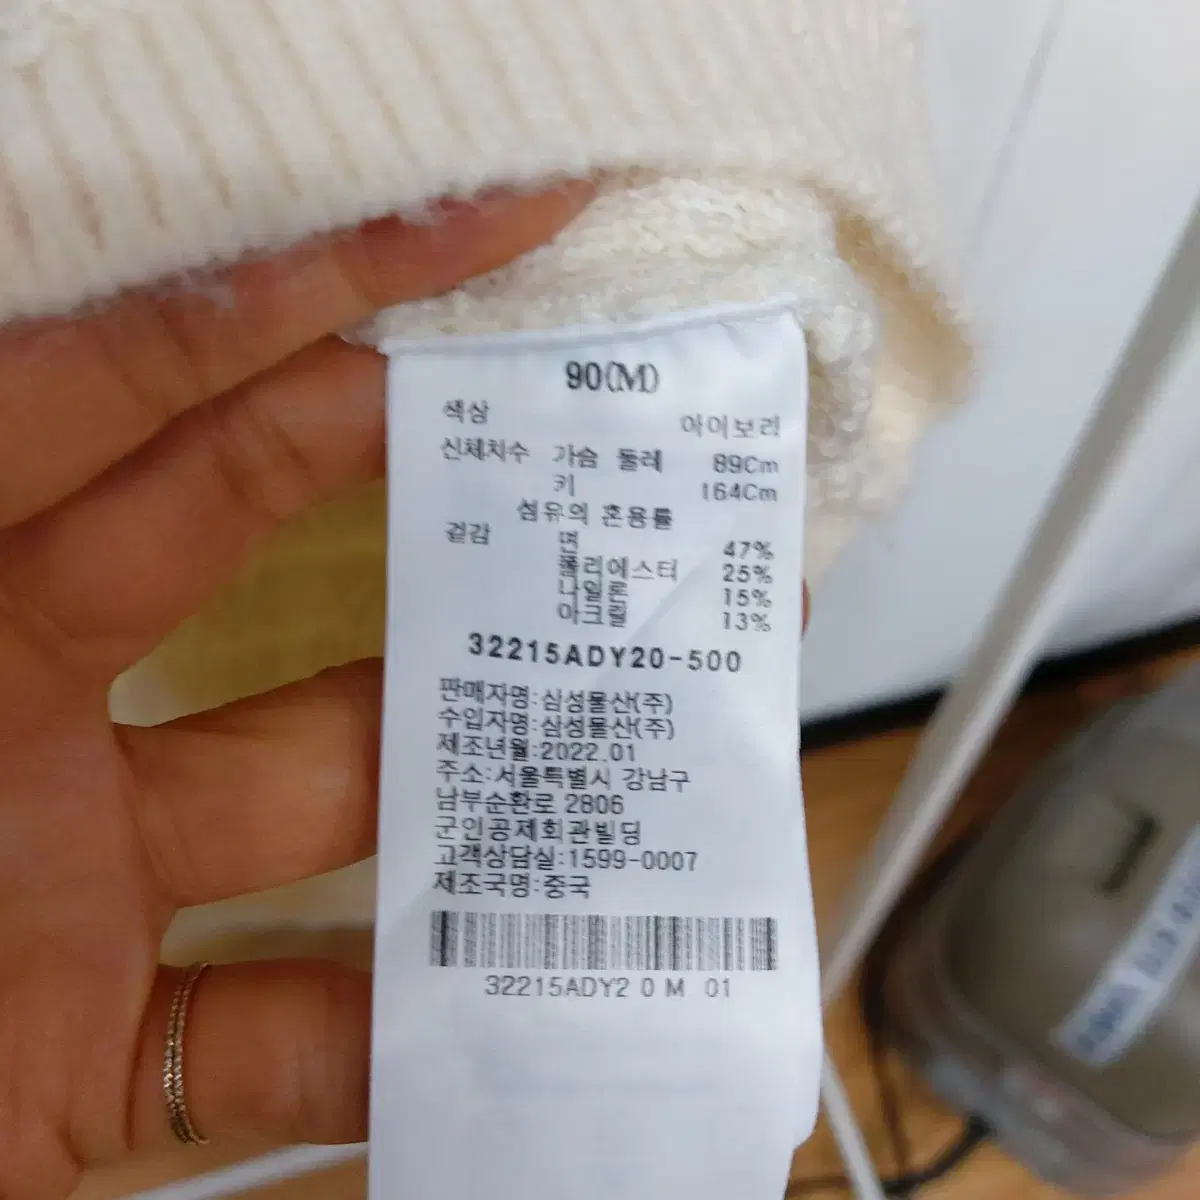 90(M)
색상 아이보리
신체치수 가슴 둘레 89Cm
키 164Cm
섬유의 혼용률
겉감 면 47%
폴리에스터 25%
나일론 15%
아크릴 13%
32215ADY20-500
판매자명:삼성물산(주)
수입자명:삼성물산(주)
제조년월:2022.01
주소:서울특별시 강남구
남부순환로 2806
군인공제회관빌딩
고객상담실:1599-0007
제조국명:중국
32215ADY2 0 M 01